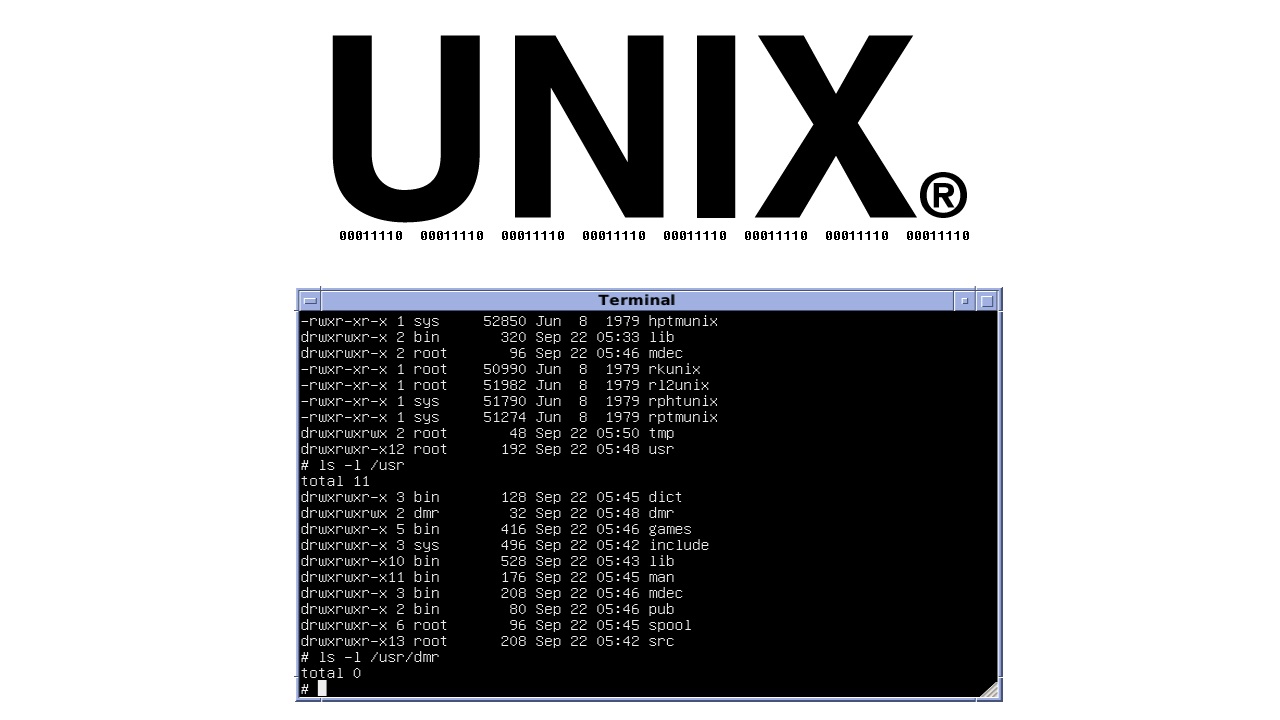 UNIX®
00011110 00011110 00011110 00011110 00011110 00011110 00011110 00011110
Terminal
-rwxr-xr-x 1 sys     52850 Jun  8  1979 hptmunix
drwxrwxr-x 2 bin       320 Sep 22 05:33 lib
drwxrwxr-x 2 root       96 Sep 22 05:46 mdec
-rwxr-xr-x 1 root    50990 Jun  8  1979 rkunix
-rwxr-xr-x 1 root    51982 Jun  8  1979 rl2unix
-rwxr-xr-x 1 sys     51790 Jun  8  1979 rphtunix
-rwxr-xr-x 1 sys     51274 Jun  8  1979 rptmunix
drwxrwxrwx 2 root       48 Sep 22 05:50 tmp
drwxrwxr-x12 root      192 Sep 22 05:48 usr
# ls -l /usr
total 11
drwxrwxr-x 3 bin       128 Sep 22 05:45 dict
drwxrwxrwx 2 dmr        32 Sep 22 05:48 dmr
drwxrwxr-x 5 bin       416 Sep 22 05:46 games
drwxrwxr-x 3 sys       496 Sep 22 05:42 include
drwxrwxr-x10 bin       528 Sep 22 05:43 lib
drwxrwxr-x11 bin       176 Sep 22 05:45 man
drwxrwxr-x 3 bin       208 Sep 22 05:46 mdec
drwxrwxr-x 2 bin        80 Sep 22 05:46 pub
drwxrwxr-x 6 root       96 Sep 22 05:45 spool
drwxrwxr-x13 root      208 Sep 22 05:42 src
# ls -l /usr/dmr
total 0
#